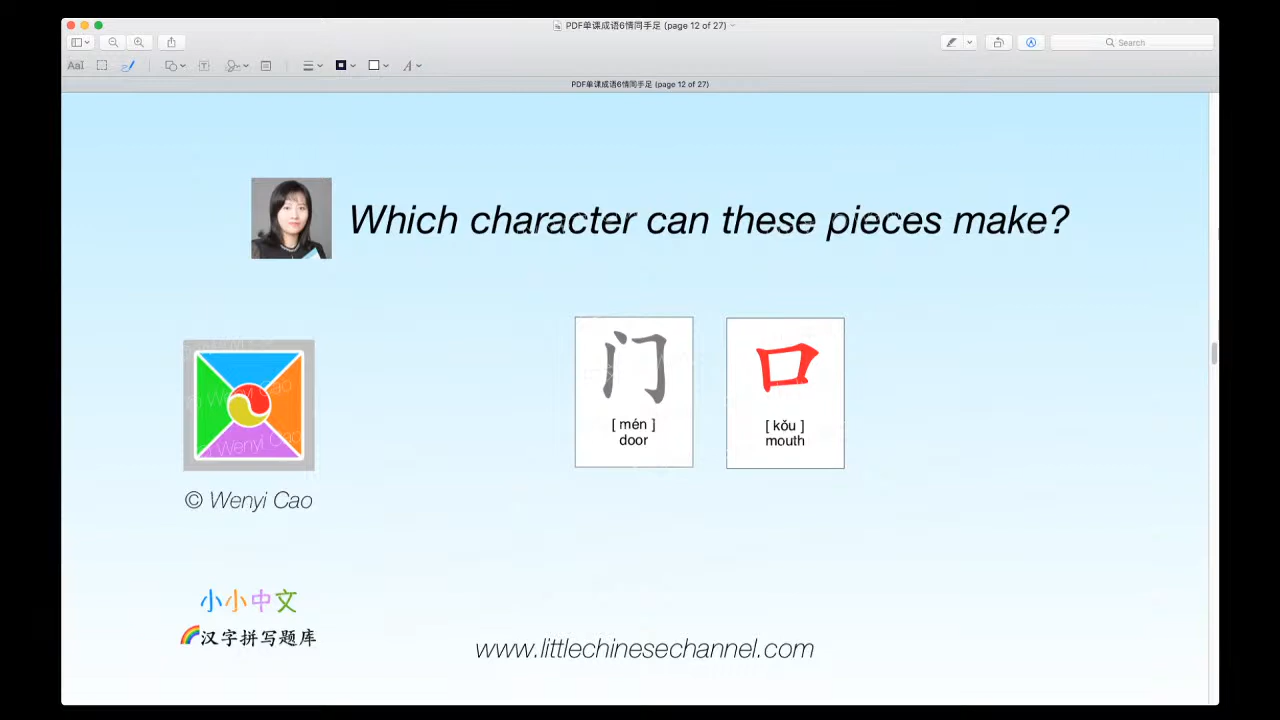 PDF单课成语6情同手足 (page 12 of 27)
Search
AaI
PDF单课成语6情同手足 (page 12 of 27)
Which character can these pieces make?
门
[ mén ]
door
口
[ kǒu ]
mouth
© Wenyi Cao
© Wenyi Cao
小小中文
汉字拼写题库
www.littlechinesechannel.com